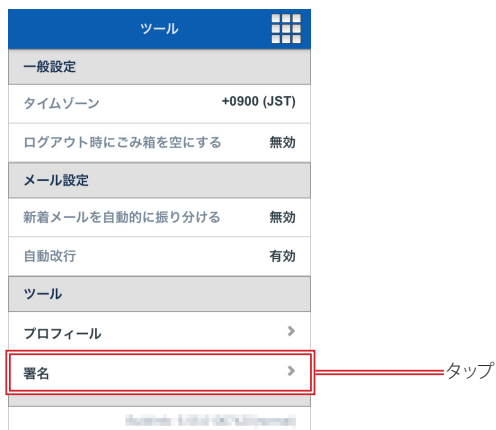 ツール
一般設定
タイムゾーン +0900 (JST)
ログアウト時にごみ箱を空にする 無効
メール設定
新着メールを自動的に振り分ける 無効
自動改行 有効
ツール
プロフィール
署名
タップ